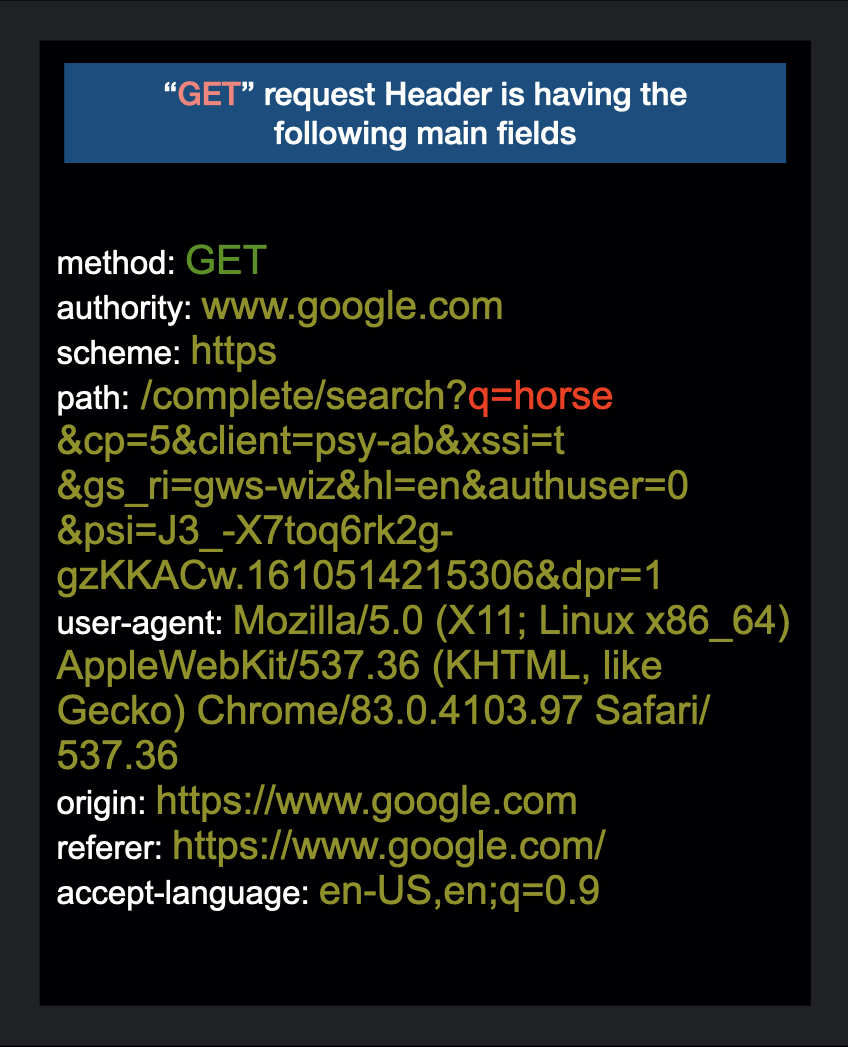 “GET” request Header is having the
following main fields
method: GET
authority: www.google.com
scheme: https
path: /complete/search?q=horse
&cp=5&client=psy-ab&xssi=t
&gs_ri=gws-wiz&hl=en&authuser=0
&psi=J3_-X7toq6rk2g-
gzKKACw.1610514215306&dpr=1
user-agent: Mozilla/5.0 (X11; Linux x86_64)
AppleWebKit/537.36 (KHTML, like
Gecko) Chrome/83.0.4103.97 Safari/
537.36
origin: https://www.google.com
referer: https://www.google.com/
accept-language: en-US,en;q=0.9